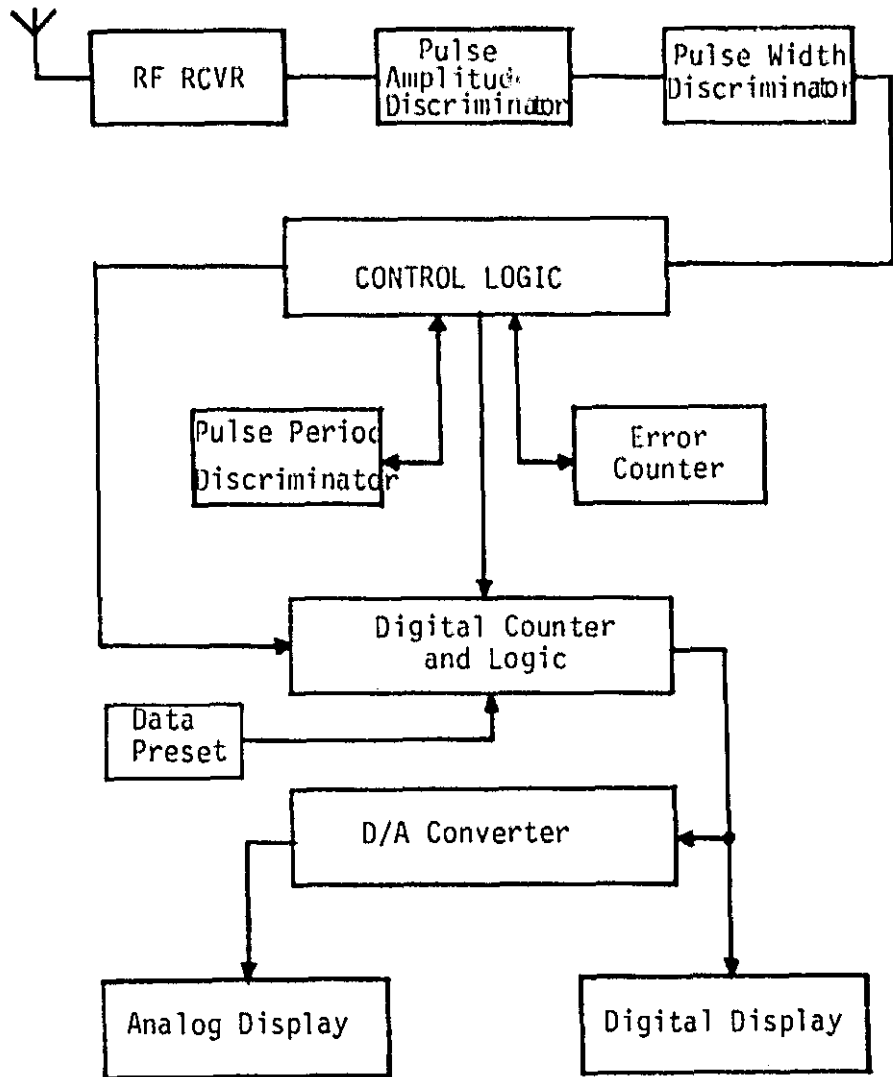 RF RCVR
Pulse
Amplitude
Discriminator
Pulse Width
Discriminator
CONTROL LOGIC
Pulse Period
Discriminator
Error
Counter
Digital Counter
and Logic
Data
Preset
D/A Converter
Analog Display
Digital Display